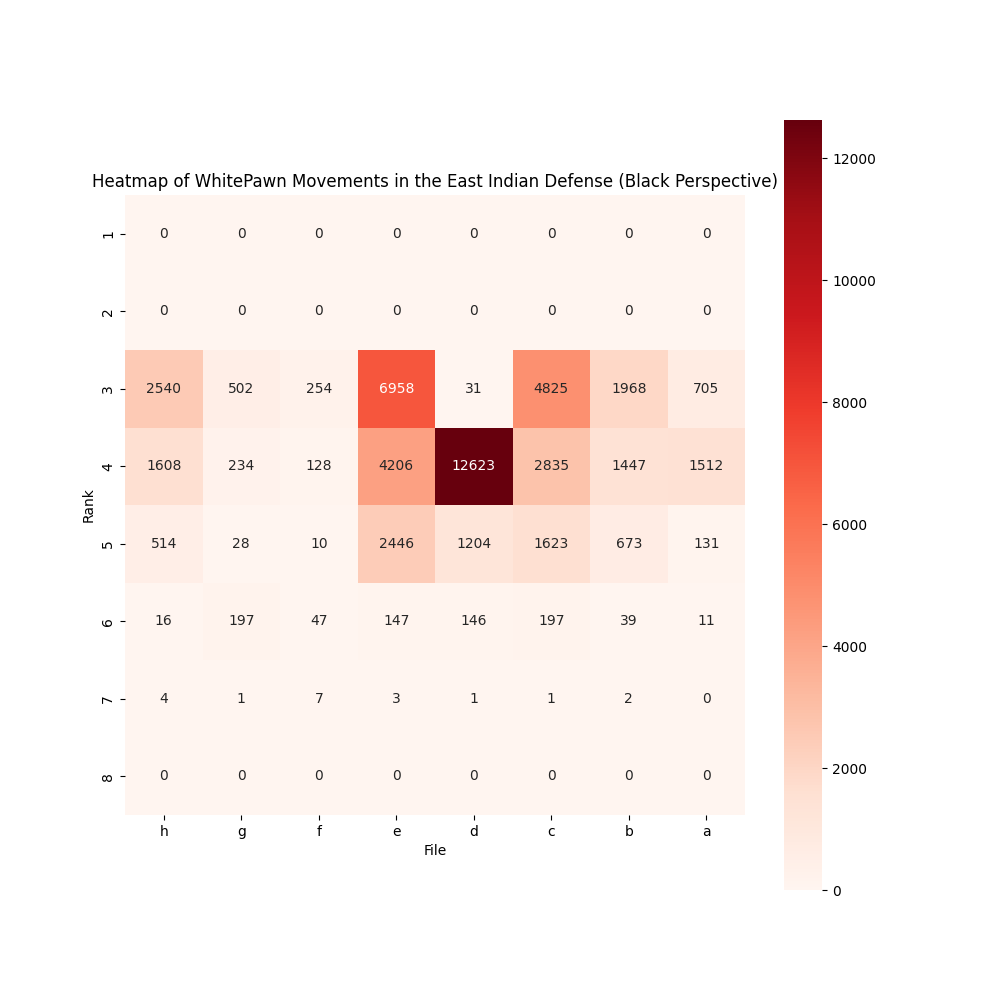 Heatmap of WhitePawn Movements in the East Indian Defense (Black Perspective)
12000
10000
8000
6000
4000
2000
0
Rank
1 0 0 0 0 0 0 0 0
2 0 0 0 0 0 0 0 0
3 2540 502 254 6958 31 4825 1968 705
4 1608 234 128 4206 12623 2835 1447 1512
5 514 28 10 2446 1204 1623 673 131
6 16 197 47 147 146 197 39 11
7 4 1 7 3 1 1 2 0
8 0 0 0 0 0 0 0 0
h g f e d c b a
File